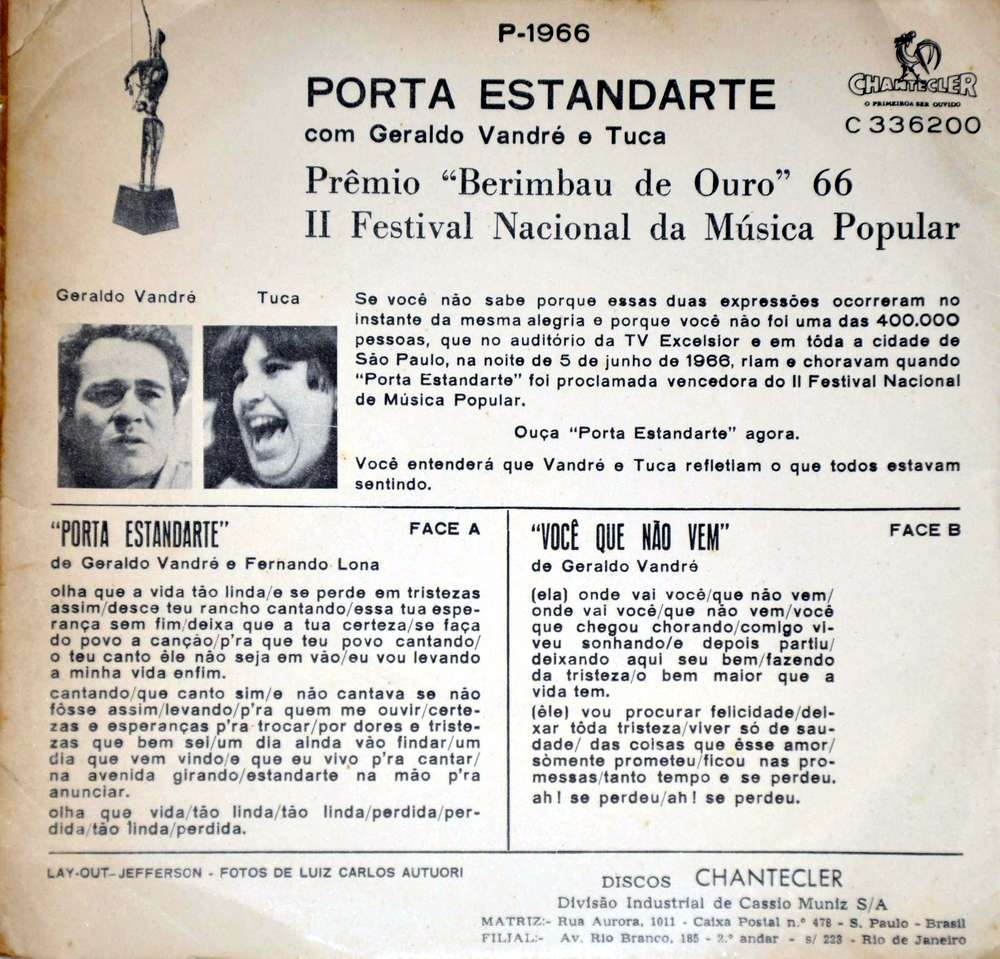 P-1966
PORTA ESTANDARTE
com Geraldo Vandré e Tuca
CHANTECLER
O PRIMEIRO A SER OUVIDO
C 336200
Prêmio “Berimbau de Ouro” 66
II Festival Nacional da Música Popular
Geraldo Vandré
Tuca
Se você não sabe porque essas duas expressões ocorreram no
instante da mesma alegria e porque você não foi uma das 400.000
pessoas, que no auditório da TV Excelsior e em tôda a cidade de
São Paulo, na noite de 5 de junho de 1966, riam e choravam quando
“Porta Estandarte” foi proclamada vencedora do II Festival Nacional
de Música Popular.
Ouça “Porta Estandarte” agora.
Você entenderá que Vandré e Tuca refletiam o que todos estavam
sentindo.
“PORTA ESTANDARTE”
FACE A
de Geraldo Vandré e Fernando Lona
olha que a vida tão linda/e se perde em tristezas
assim/desce teu rancho cantando/essa tua espe-
rança sem fim/deixa que a tua certeza/se faça
do povo a canção/p'ra que teu povo cantando/
o teu canto êle não seja em vão/eu vou levando
a minha vida enfim.
cantando/que canto sim/e não cantava se não
fôsse assim/levando/p'ra quem me ouvir/certe-
zas e esperanças p'ra trocar/por dores e triste-
zas que bem sei/um dia ainda vão findar/um
dia que vem vindo/e que eu vivo p'ra cantar/
na avenida girando/estandarte na mão p'ra
anunciar.
olha que vida/tão linda/tão linda/perdida/per-
dida/tão linda/perdida.
“VOCÊ QUE NÃO VEM”
FACE B
de Geraldo Vandré
(ela) onde vai você/que não vem/
onde vai você/que não vem/você
que chegou chorando/comigo vi-
veu sonhando/e depois partiu/
deixando aqui seu bem/fazendo
da tristeza/o bem maior que a
vida tem.
(êle) vou procurar felicidade/dei-
xar tôda tristeza/viver só de sau-
dade/ das coisas que êsse amor/
sòmente prometeu/ficou nas pro-
messas/tanto tempo e se perdeu.
ah! se perdeu/ah! se perdeu.
LAY-OUT-JEFFERSON - FOTOS DE LUIZ CARLOS AUTUORI
DISCOS CHANTECLER
Divisão Industrial de Cassio Muniz S/A
MATRIZ:- Rua Aurora, 1011 - Caixa Postal n.º 478 - S. Paulo - Brasil
FILIAL:- Av. Rio Branco, 185 - 2.º andar - s/ 223 - Rio de Janeiro